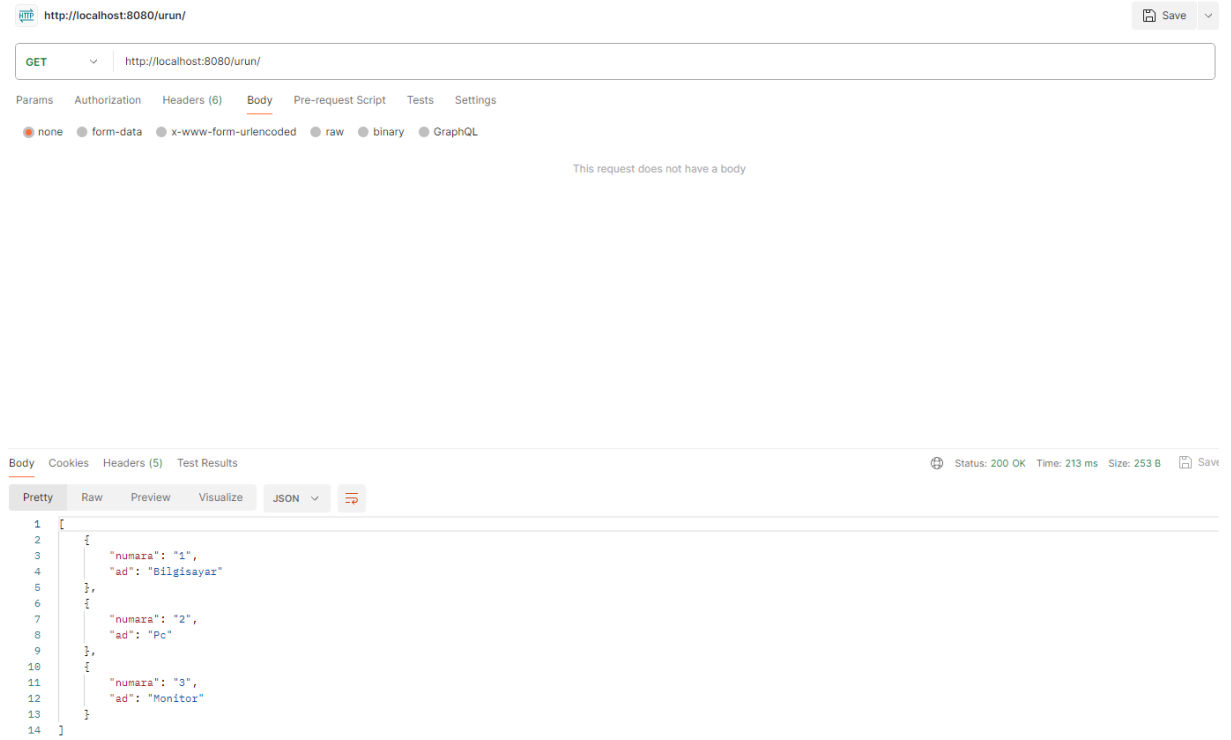 HTTP http://localhost:8080/urun/ Save
GET http://localhost:8080/urun/
Params Authorization Headers (6) Body Pre-request Script Tests Settings
none form-data x-www-form-urlencoded raw binary GraphQL
This request does not have a body
Body Cookies Headers (5) Test Results Status: 200 OK Time: 213 ms Size: 253 B Save
Pretty Raw Preview Visualize JSON
1 [
2 {
3 "numara": "1",
4 "ad": "Bilgisayar"
5 },
6 {
7 "numara": "2",
8 "ad": "Pc"
9 },
10 {
11 "numara": "3",
12 "ad": "Monitor"
13 }
14 ]